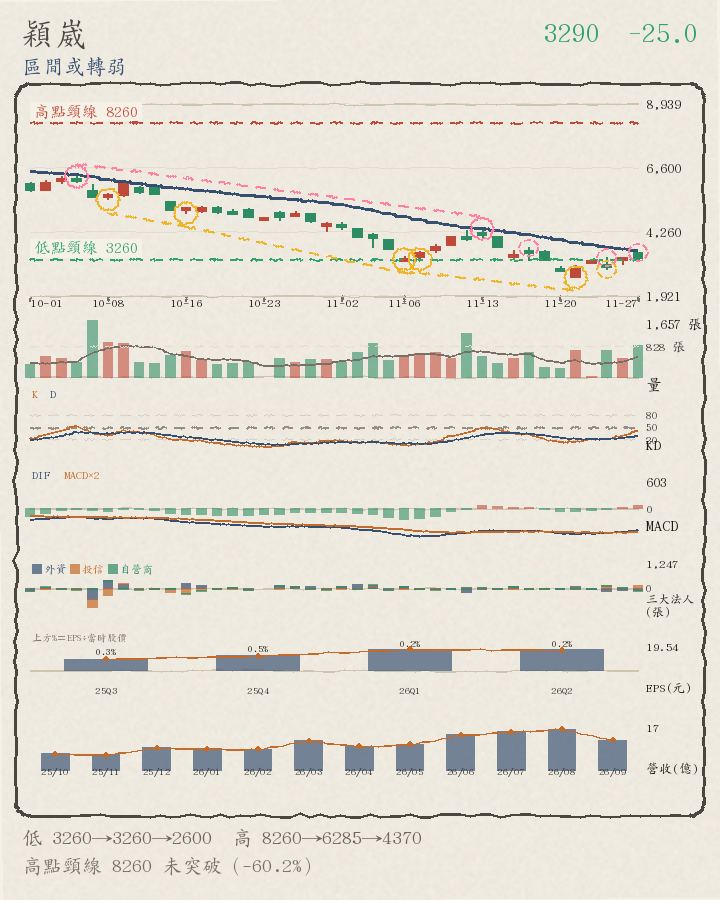 穎崴
3290 -25.0
區間或轉弱
高點頸線 8260
8,939
6,600
4,260
低點頸線 3260
1,921
10-01 10-08 10-16 10-23 11-02 11-06 11-13 11-20 11-27
1,657 張
828 張
量
K D
80
50
20
KD
DIF MACD×2
603
0
MACD
1,247
外資 投信 自營商
0
三大法人
(張)
上方%=EPS÷當時股價
19.54
0.3% 0.5% 0.2% 0.2%
25Q3 25Q4 26Q1 26Q2
EPS(元)
17
25/10 25/11 25/12 26/01 26/02 26/03 26/04 26/05 26/06 26/07 26/08 26/09
營收(億)
低 3260→3260→2600 高 8260→6285→4370
高點頸線 8260 未突破 (-60.2%)